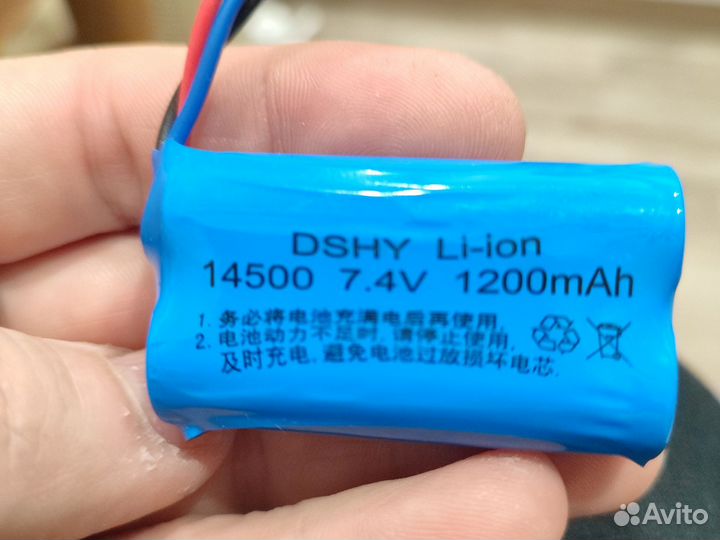 DSHY Li-ion
14500 7.4V 1200mAh
1. 务必将电池充满电后再使用.
2. 电池动力不足时,请停止使用,
及时充电,避免电池过放损坏电芯.
Avito